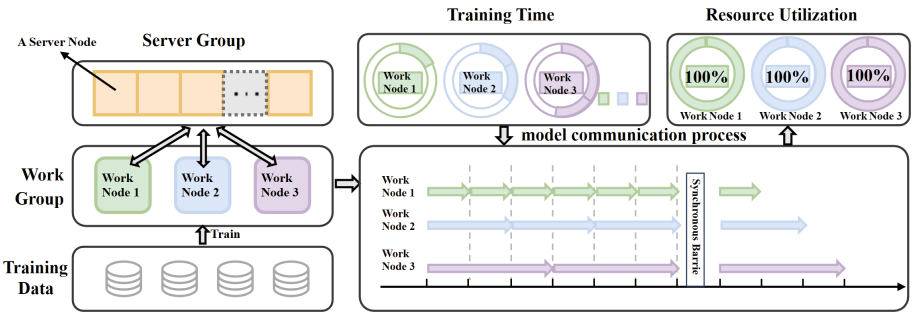 Training Time
Resource Utilization
A Server Node
Server Group
Work
Node 1
Work
Node 2
Work
Node 3
100%
100%
100%
Work Node 1
Work Node 2
Work Node 3
model communication process
Work
Group
Work
Node 1
Work
Node 2
Work
Node 3
Work
Node 1
Work
Node 2
Work
Node 3
Synchronous Barrie
Train
Training
Data